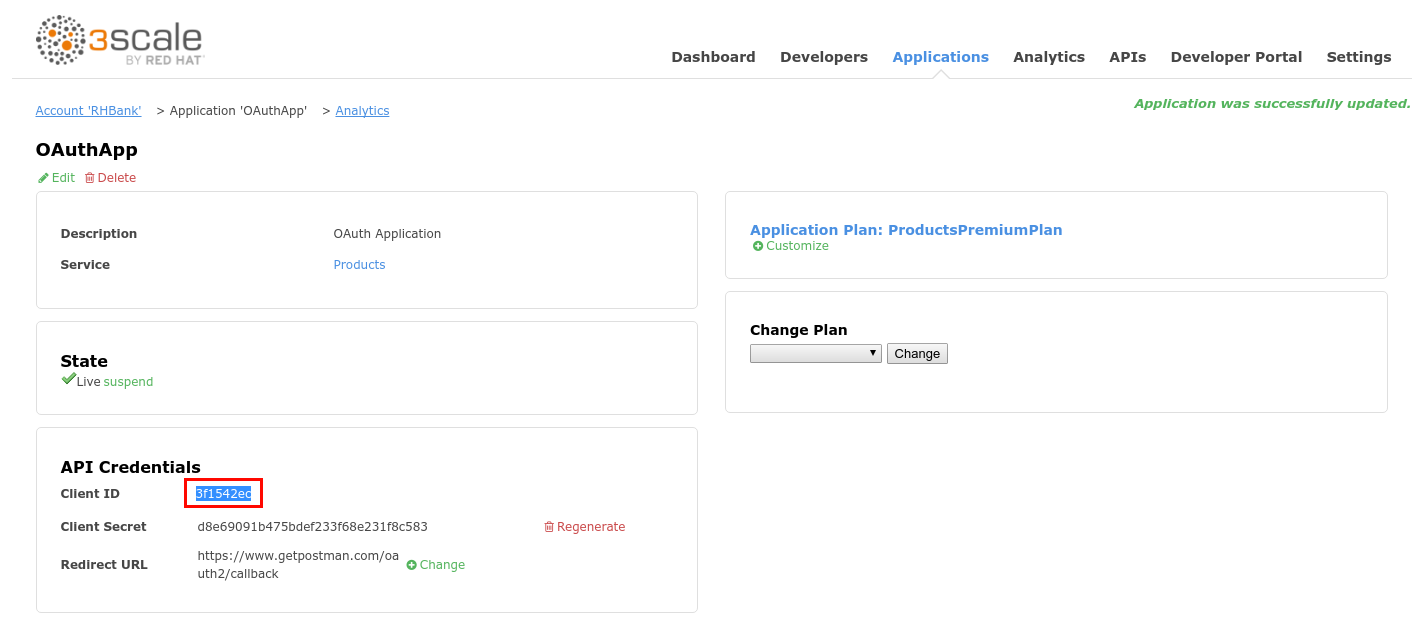 3scale
BY RED HAT
Dashboard Developers Applications Analytics APIs Developer Portal Settings
Account 'RHBank' > Application 'OAuthApp' > Analytics
Application was successfully updated.
OAuthApp
Edit Delete
Description OAuth Application
Service Products
Application Plan: ProductsPremiumPlan
Customize
State
Live suspend
Change Plan
Change
API Credentials
Client ID 3f1542ec
Client Secret d8e69091b475bdef233f68e231f8c583 Regenerate
Redirect URL https://www.getpostman.com/oa
uth2/callback Change